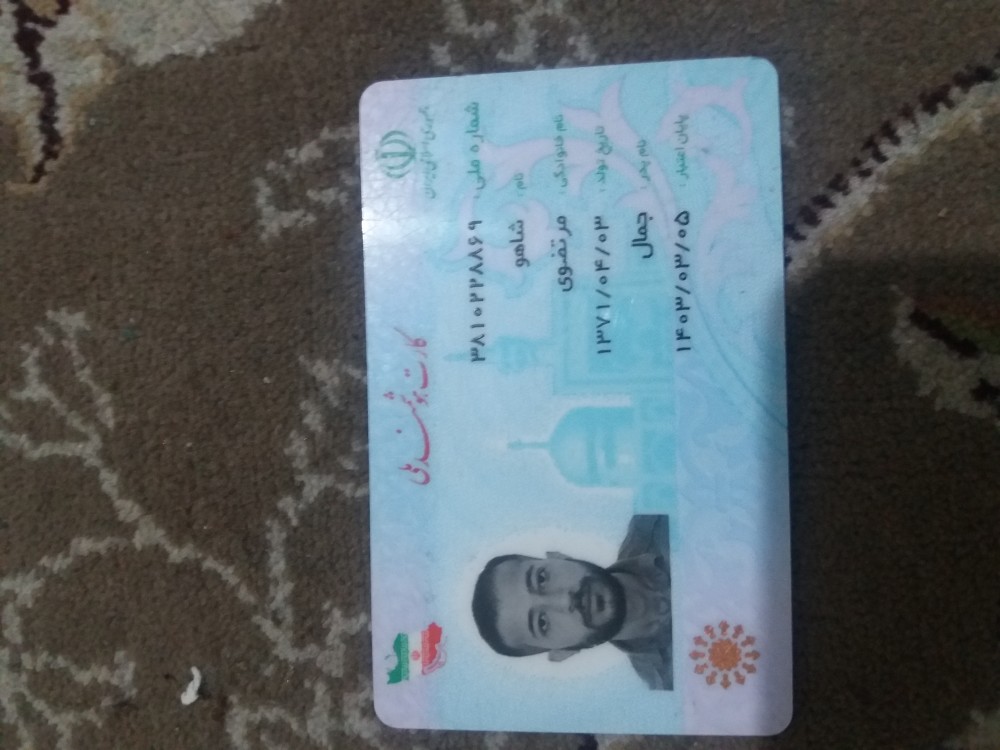 جمهوری اسلامی ایران
کارت هوشمند ملی
شماره ملی : ۳۸۱۰۲۳۸۸۶۹
نام : شاهو
نام خانوادگی : مرتضوی
تاریخ تولد : ۱۳۷۱/۰۴/۰۳
نام پدر : جمال
پایان اعتبار : ۱۴۰۳/۰۳/۰۵